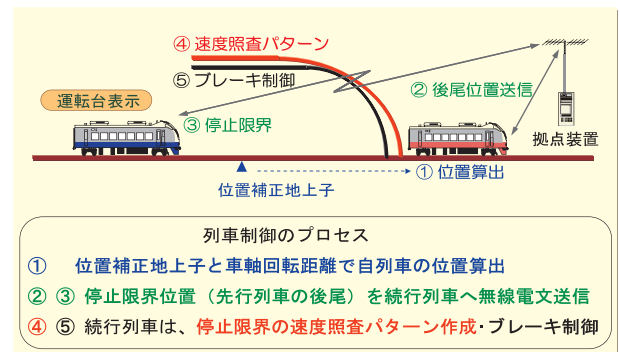 ④ 速度照査パターン
⑤ ブレーキ制御
② 後尾位置送信
運転台表示
③ 停止限界
拠点装置
① 位置算出
位置補正地上子
列車制御のプロセス
① 位置補正地上子と車軸回転距離で自列車の位置算出
② ③ 停止限界位置（先行列車の後尾）を続行列車へ無線電文送信
④ ⑤ 続行列車は、停止限界の速度照査パターン作成・ブレーキ制御